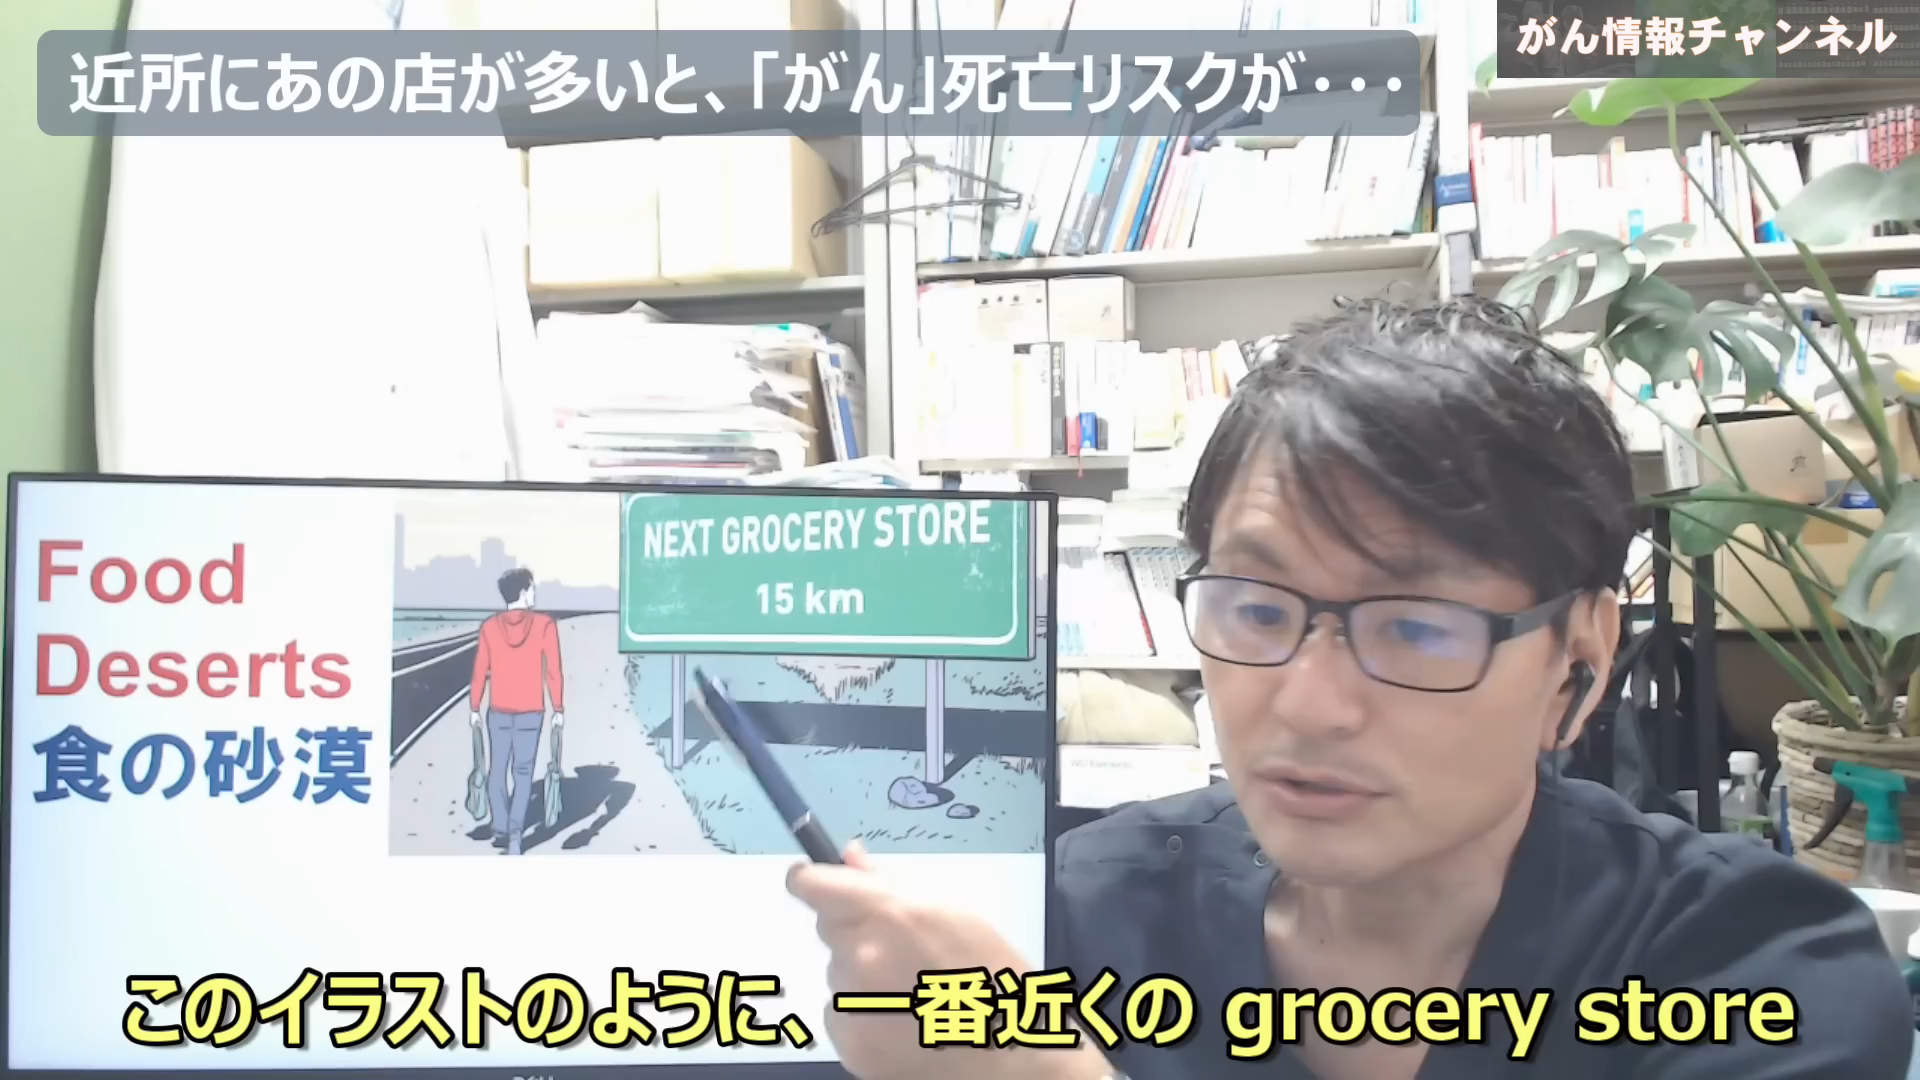 がん情報チャンネル
近所にあの店が多いと、「がん」死亡リスクが・・・
Food
Deserts
食の砂漠
NEXT GROCERY STORE
15 km
このイラストのように、一番近くの grocery store